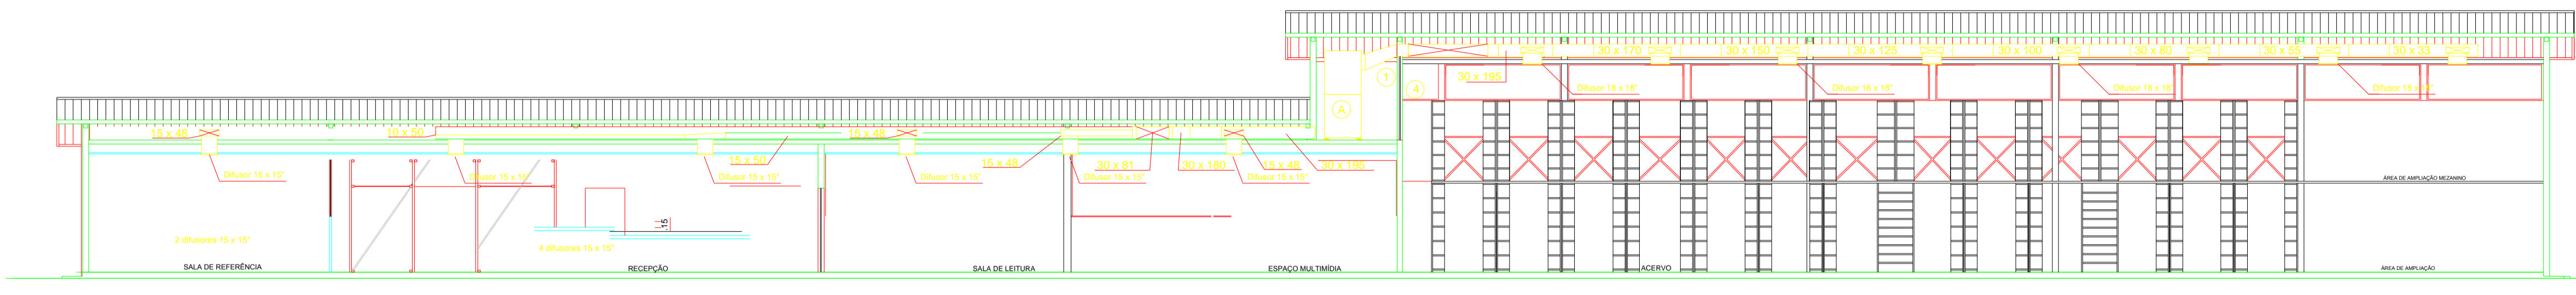 30 x 170
30 x 150
30 x 125
30 x 100
30 x 80
30 x 55
30 x 33
30 x 195
1
4
A
Difusor 18 x 18"
Difusor 18 x 18"
Difusor 18 x 18"
Difusor 18 x 18"
15 x 48
10 x 50
15 x 50
15 x 48
15 x 48
30 x 81
30 x 180
15 x 48
30 x 195
Difusor 15 x 15"
Difusor 15 x 15"
Difusor 15 x 15"
Difusor 15 x 15"
Difusor 15 x 15"
Difusor 15 x 15"
ÁREA DE AMPLIAÇÃO MEZANINO
.15
2 difusores 15 x 15"
4 difusores 15 x 15"
SALA DE REFERÊNCIA
RECEPÇÃO
SALA DE LEITURA
ESPAÇO MULTIMÍDIA
ACERVO
ÁREA DE AMPLIAÇÃO